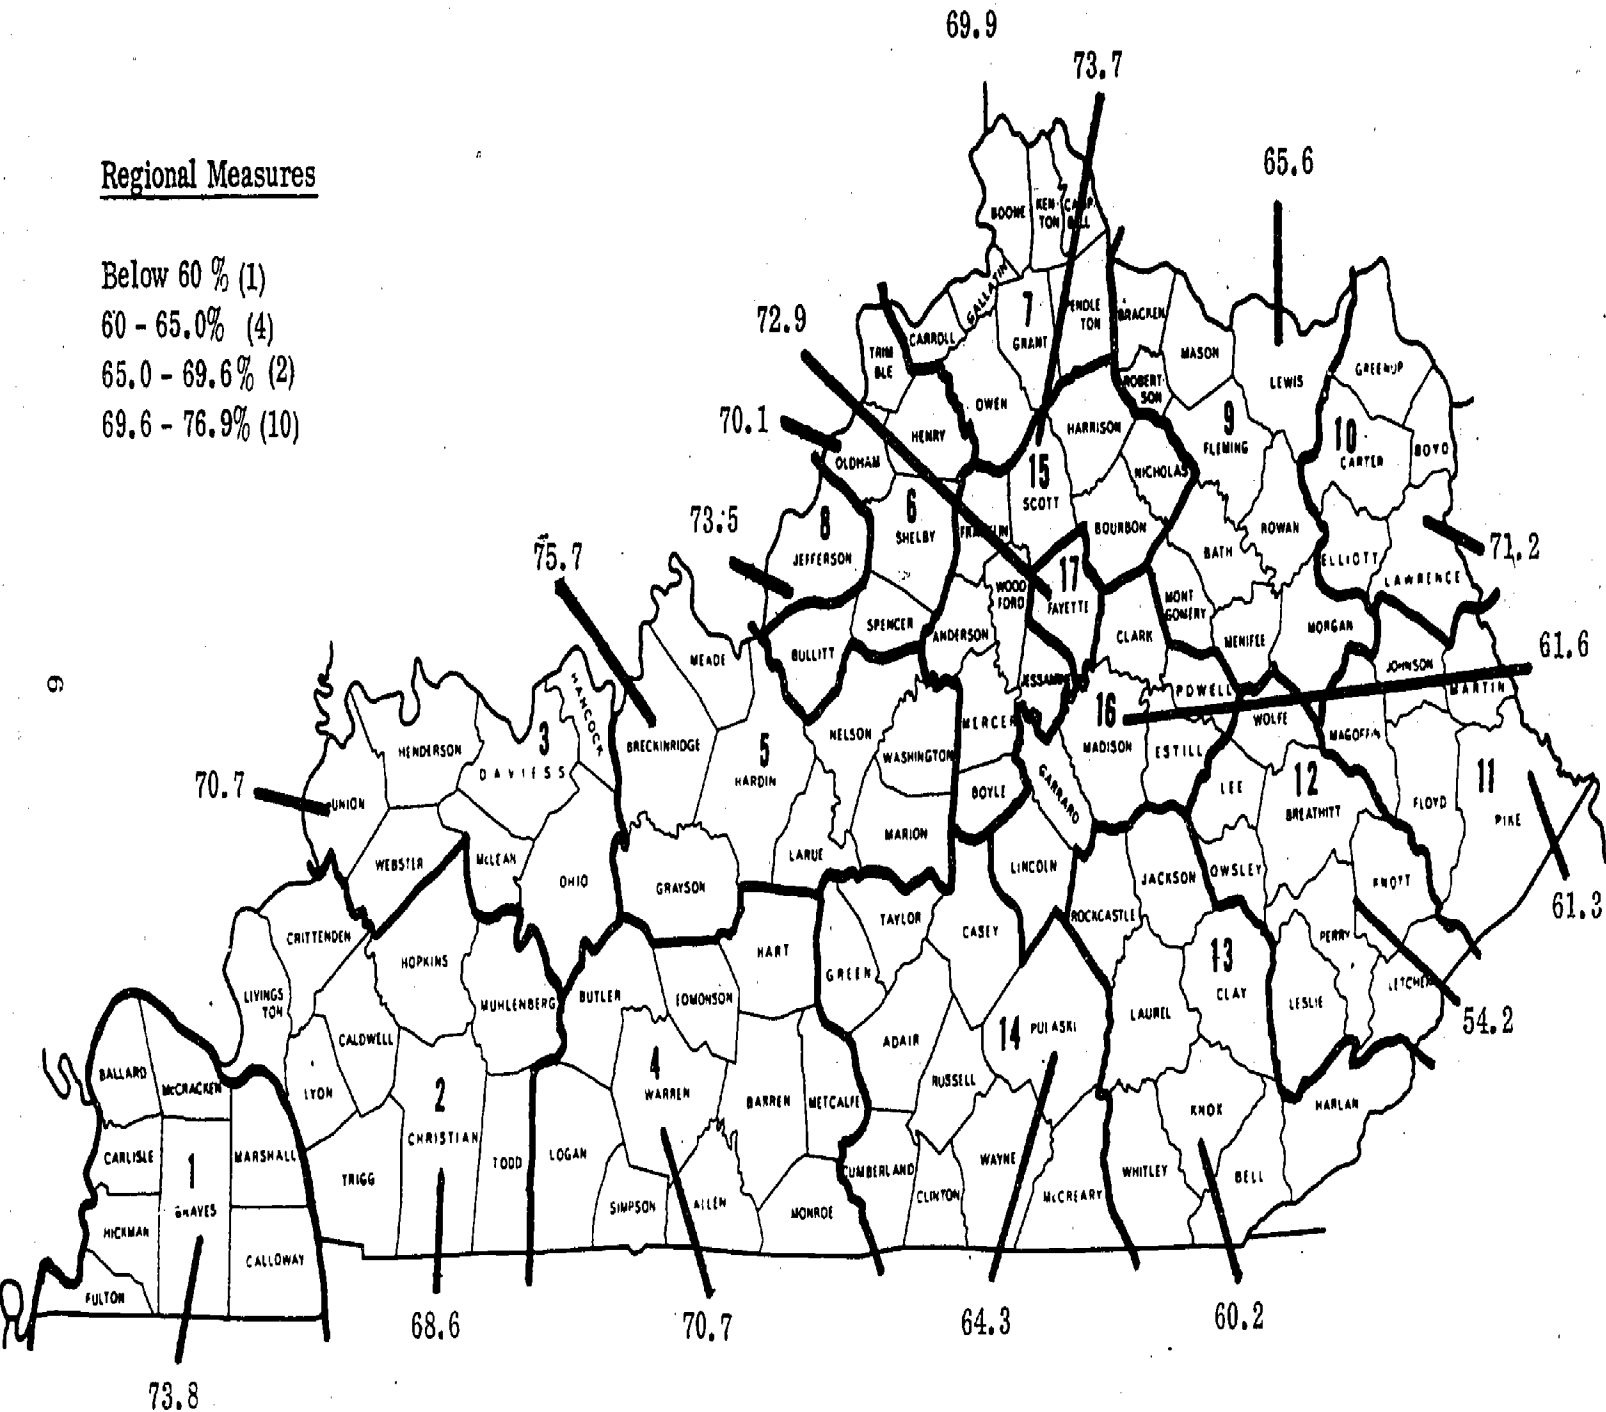 69.9
73.7
Regional Measures
65.6
Below 60 % (1)
60 - 65.0% (4)
65.0 - 69.6% (2)
69.6 - 76.9% (10)
72.9
70.1
73.5
75.7
70.7
71.2
61.6
61.3
54.2
60.2
64.3
70.7
68.6
73.8
6
BOONE
KEN-
TON
CAMP
BELL
GALLATIN
7
GRANT
PENDLE
TON
BRACKEN
CARROLL
TRIM
BLE
OWEN
MASON
ROBERT-
SON
LEWIS
GREENUP
HENRY
HARRISON
9
FLEMING
10
CARTER
BOYD
OLDHAM
15
SCOTT
NICHOLAS
8
JEFFERSON
6
SHELBY
FRANKLIN
BOURBON
BATH
ROWAN
ELLIOTT
LAWRENCE
17
FAYETTE
WOOD
FORD
MONT
GOMERY
MENIFEE
MORGAN
SPENCER
ANDERSON
CLARK
BULLITT
MEADE
JESSAMINE
POWELL
JOHNSON
MARTIN
HANCOCK
3
DAVIESS
HENDERSON
UNION
BRECKINRIDGE
5
HARDIN
NELSON
WASHINGTON
MERCER
16
MADISON
ESTILL
WOLFE
MAGOFFIN
BOYLE
GARRARD
LEE
12
BREATHITT
FLOYD
11
PIKE
WEBSTER
McLEAN
OHIO
GRAYSON
LARUE
MARION
LINCOLN
JACKSON
OWSLEY
KNOTT
ROCKCASTLE
CRITTENDEN
HOPKINS
HART
GREEN
TAYLOR
CASEY
PERRY
LETCHER
LIVINGS
TON
MUHLENBERG
BUTLER
EDMONSON
13
CLAY
LESLIE
LAUREL
CALDWELL
4
WARREN
ADAIR
14
PULASKI
BALLARD
McCRACKEN
LYON
2
CHRISTIAN
BARREN
METCALFE
RUSSELL
KNOX
HARLAN
CARLISLE
1
GRAVES
MARSHALL
TRIGG
TODD
LOGAN
CUMBERLAND
WAYNE
WHITLEY
BELL
HICKMAN
SIMPSON
ALLEN
MONROE
CLINTON
McCREARY
CALLOWAY
FULTON